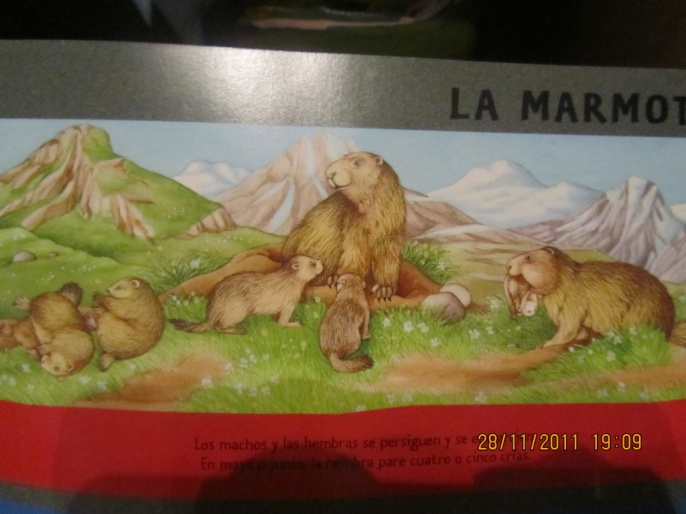 LA MARMOT
Los machos y las hembras se persiguen y se
28/11/2011 19:09
En mayo o junio, la hembra pare cuatro o cinco crías.